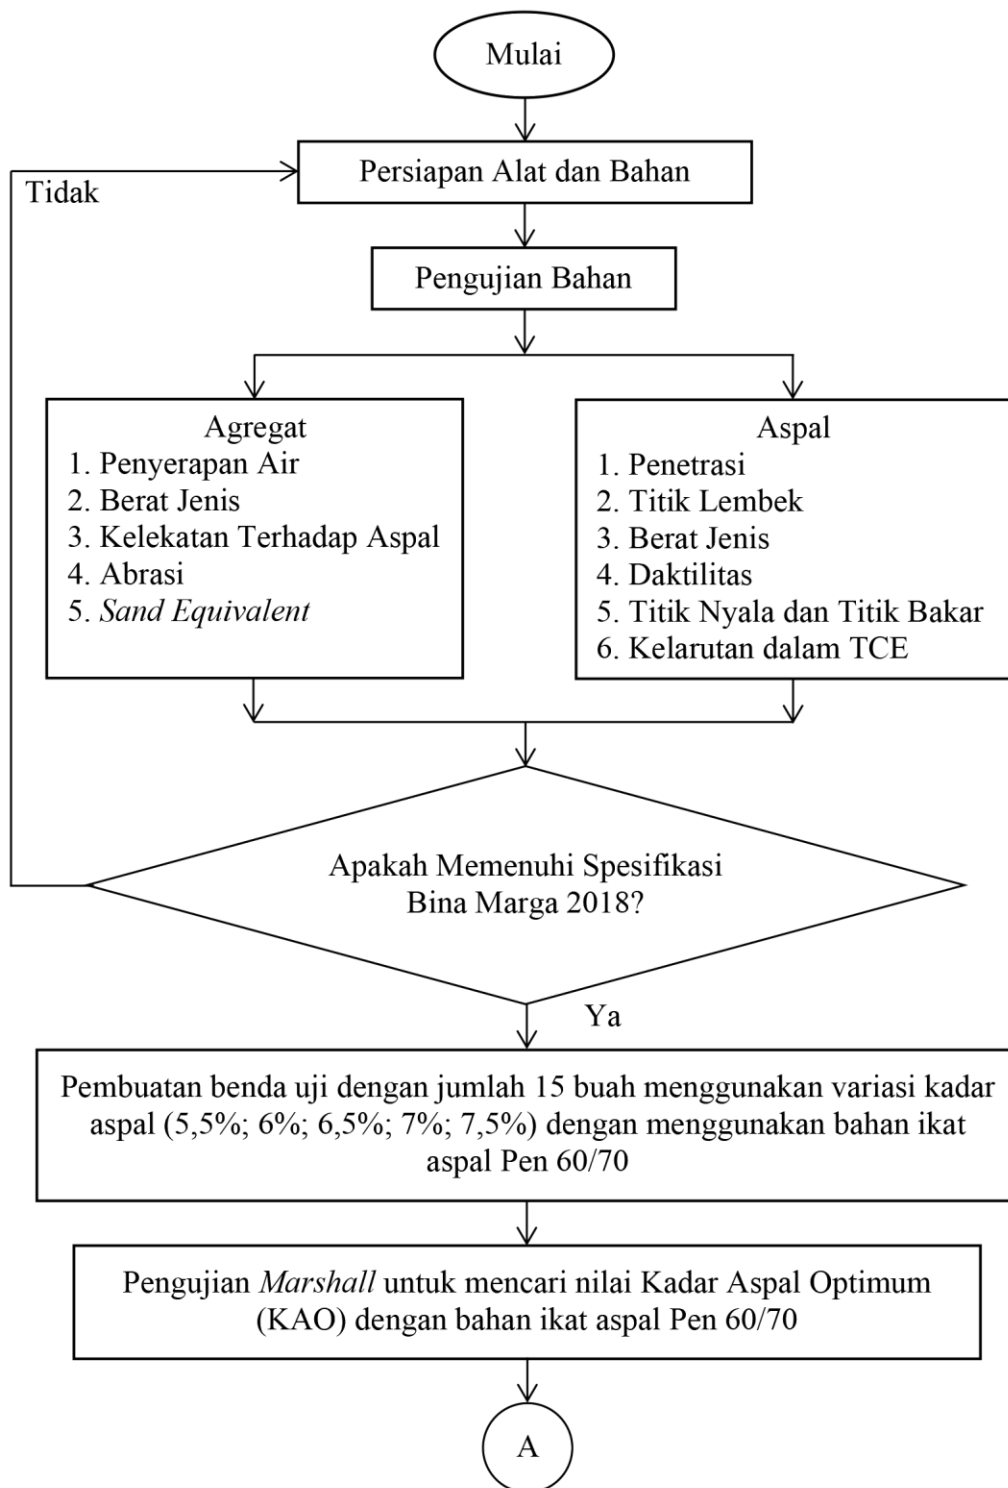 Mulai
Persiapan Alat dan Bahan
Tidak
Pengujian Bahan
Agregat
1. Penyerapan Air
2. Berat Jenis
3. Kelekatan Terhadap Aspal
4. Abrasi
5. Sand Equivalent
Aspal
1. Penetrasi
2. Titik Lembek
3. Berat Jenis
4. Daktilitas
5. Titik Nyala dan Titik Bakar
6. Kelarutan dalam TCE
Apakah Memenuhi Spesifikasi
Bina Marga 2018?
Ya
Pembuatan benda uji dengan jumlah 15 buah menggunakan variasi kadar
aspal (5,5%; 6%; 6,5%; 7%; 7,5%) dengan menggunakan bahan ikat
aspal Pen 60/70
Pengujian Marshall untuk mencari nilai Kadar Aspal Optimum
(KAO) dengan bahan ikat aspal Pen 60/70
A